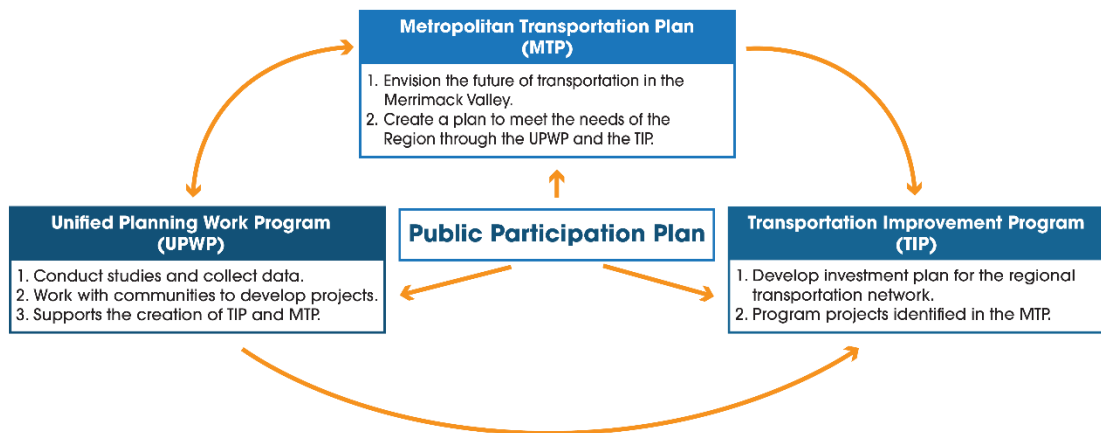 Metropolitan Transportation Plan
(MTP)
1. Envision the future of transportation in the
Merrimack Valley.
2. Create a plan to meet the needs of the
Region through the UPWP and the TIP.
Unified Planning Work Program
(UPWP)
1. Conduct studies and collect data.
2. Work with communities to develop projects.
3. Supports the creation of TIP and MTP.
Public Participation Plan
Transportation Improvement Program
(TIP)
1. Develop investment plan for the regional
transportation network.
2. Program projects identified in the MTP.